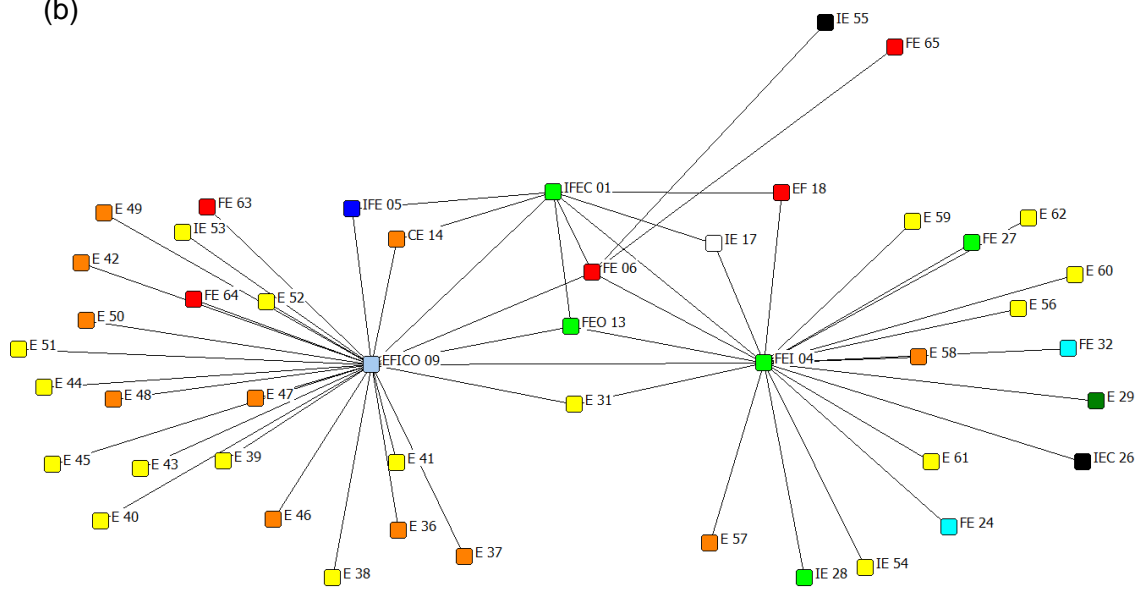 (b)
IE 55
FE 65
IFEC 01
EF 18
FE 63
IFE 05
E 49
IE 53
CE 14
IE 17
E 59
E 62
FE 27
E 42
FE 06
E 60
FE 64
E 52
E 56
E 50
FEO 13
E 51
EFICO 09
FEI 04
E 58
FE 32
E 44
E 48
E 47
E 31
E 29
E 45
E 43
E 39
E 41
E 61
IEC 26
E 40
E 46
E 36
FE 24
E 37
E 57
E 38
IE 28
IE 54